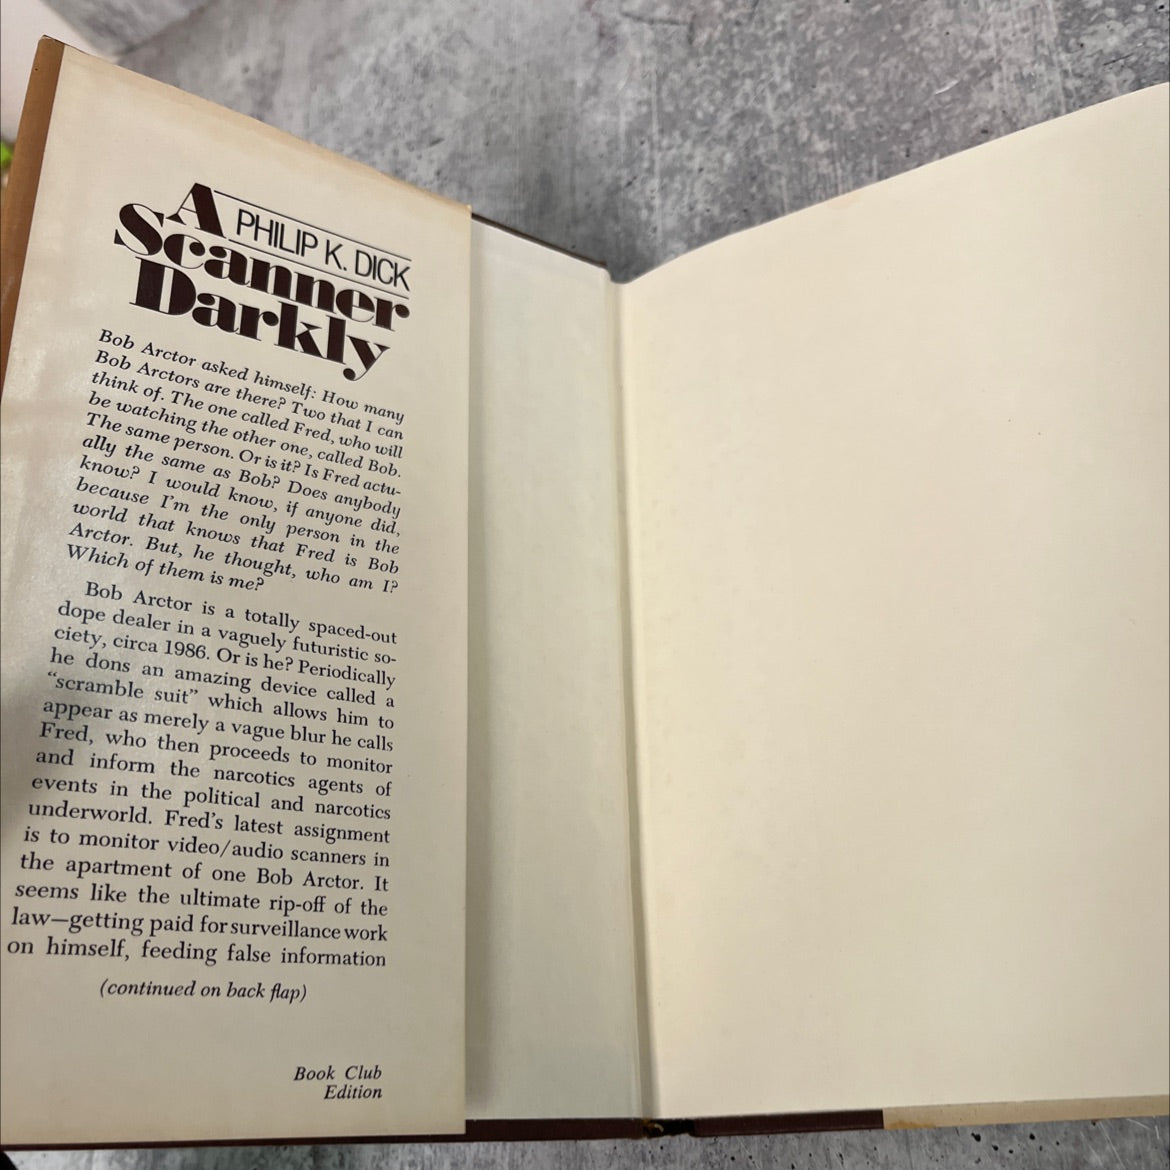 A
PHILIP K. DICK
Scanner
Darkly
Bob Arctor asked himself: How many
Bob Arctors are there? Two that I can
think of. The one called Fred, who will
be watching the other one, called Bob.
The same person. Or is it? Is Fred actu-
ally the same as Bob? Does anybody
know? I would know, if anyone did,
because I'm the only person in the
world that knows that Fred is Bob
Arctor. But, he thought, who am I?
Which of them is me?
Bob Arctor is a totally spaced-out
dope dealer in a vaguely futuristic so-
ciety, circa 1986. Or is he? Periodically
he dons an amazing device called a
“scramble suit” which allows him to
appear as merely a vague blur he calls
Fred, who then proceeds to monitor
and inform the narcotics agents of
events in the political and narcotics
underworld. Fred's latest assignment
is to monitor video/audio scanners in
the apartment of one Bob Arctor. It
seems like the ultimate rip-off of the
law—getting paid for surveillance work
on himself, feeding false information
(continued on back flap)
Book Club
Edition